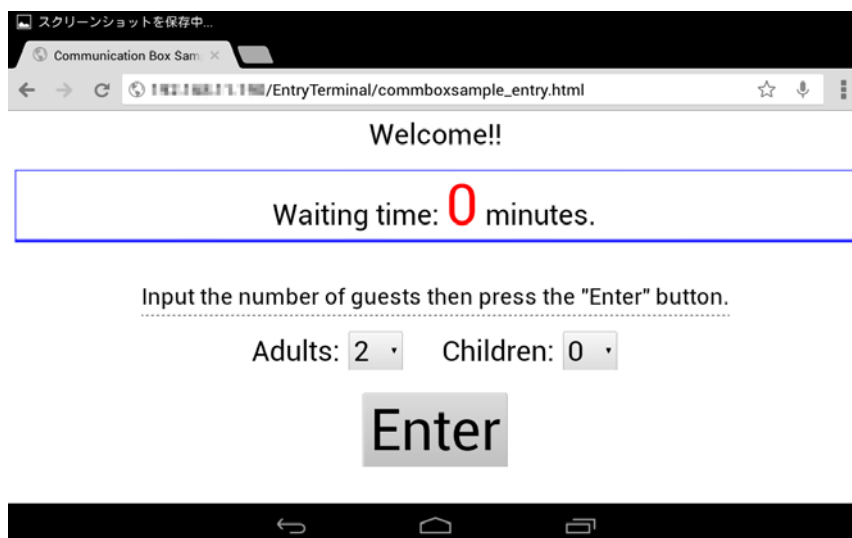 スクリーンショットを保存中...
Communication Box Sam
/EntryTerminal/commboxsample_entry.html
Welcome!!
Waiting time: 0 minutes.
Input the number of guests then press the "Enter" button.
Adults: 2 Children: 0
Enter